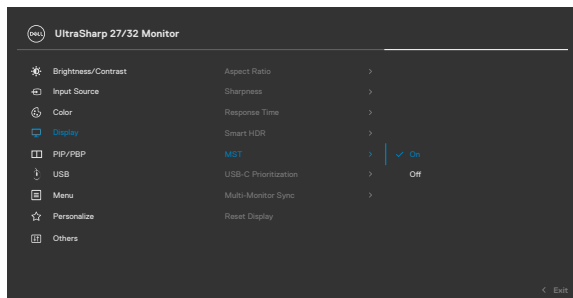 DELL UltraSharp 27/32 Monitor
Brightness/Contrast Aspect Ratio >
Input Source Sharpness >
Color Response Time >
Display Smart HDR >
PIP/PBP MST > ✓ On
USB USB-C Prioritization > Off
Menu Multi-Monitor Sync >
Personalize Reset Display
Others
< Exit